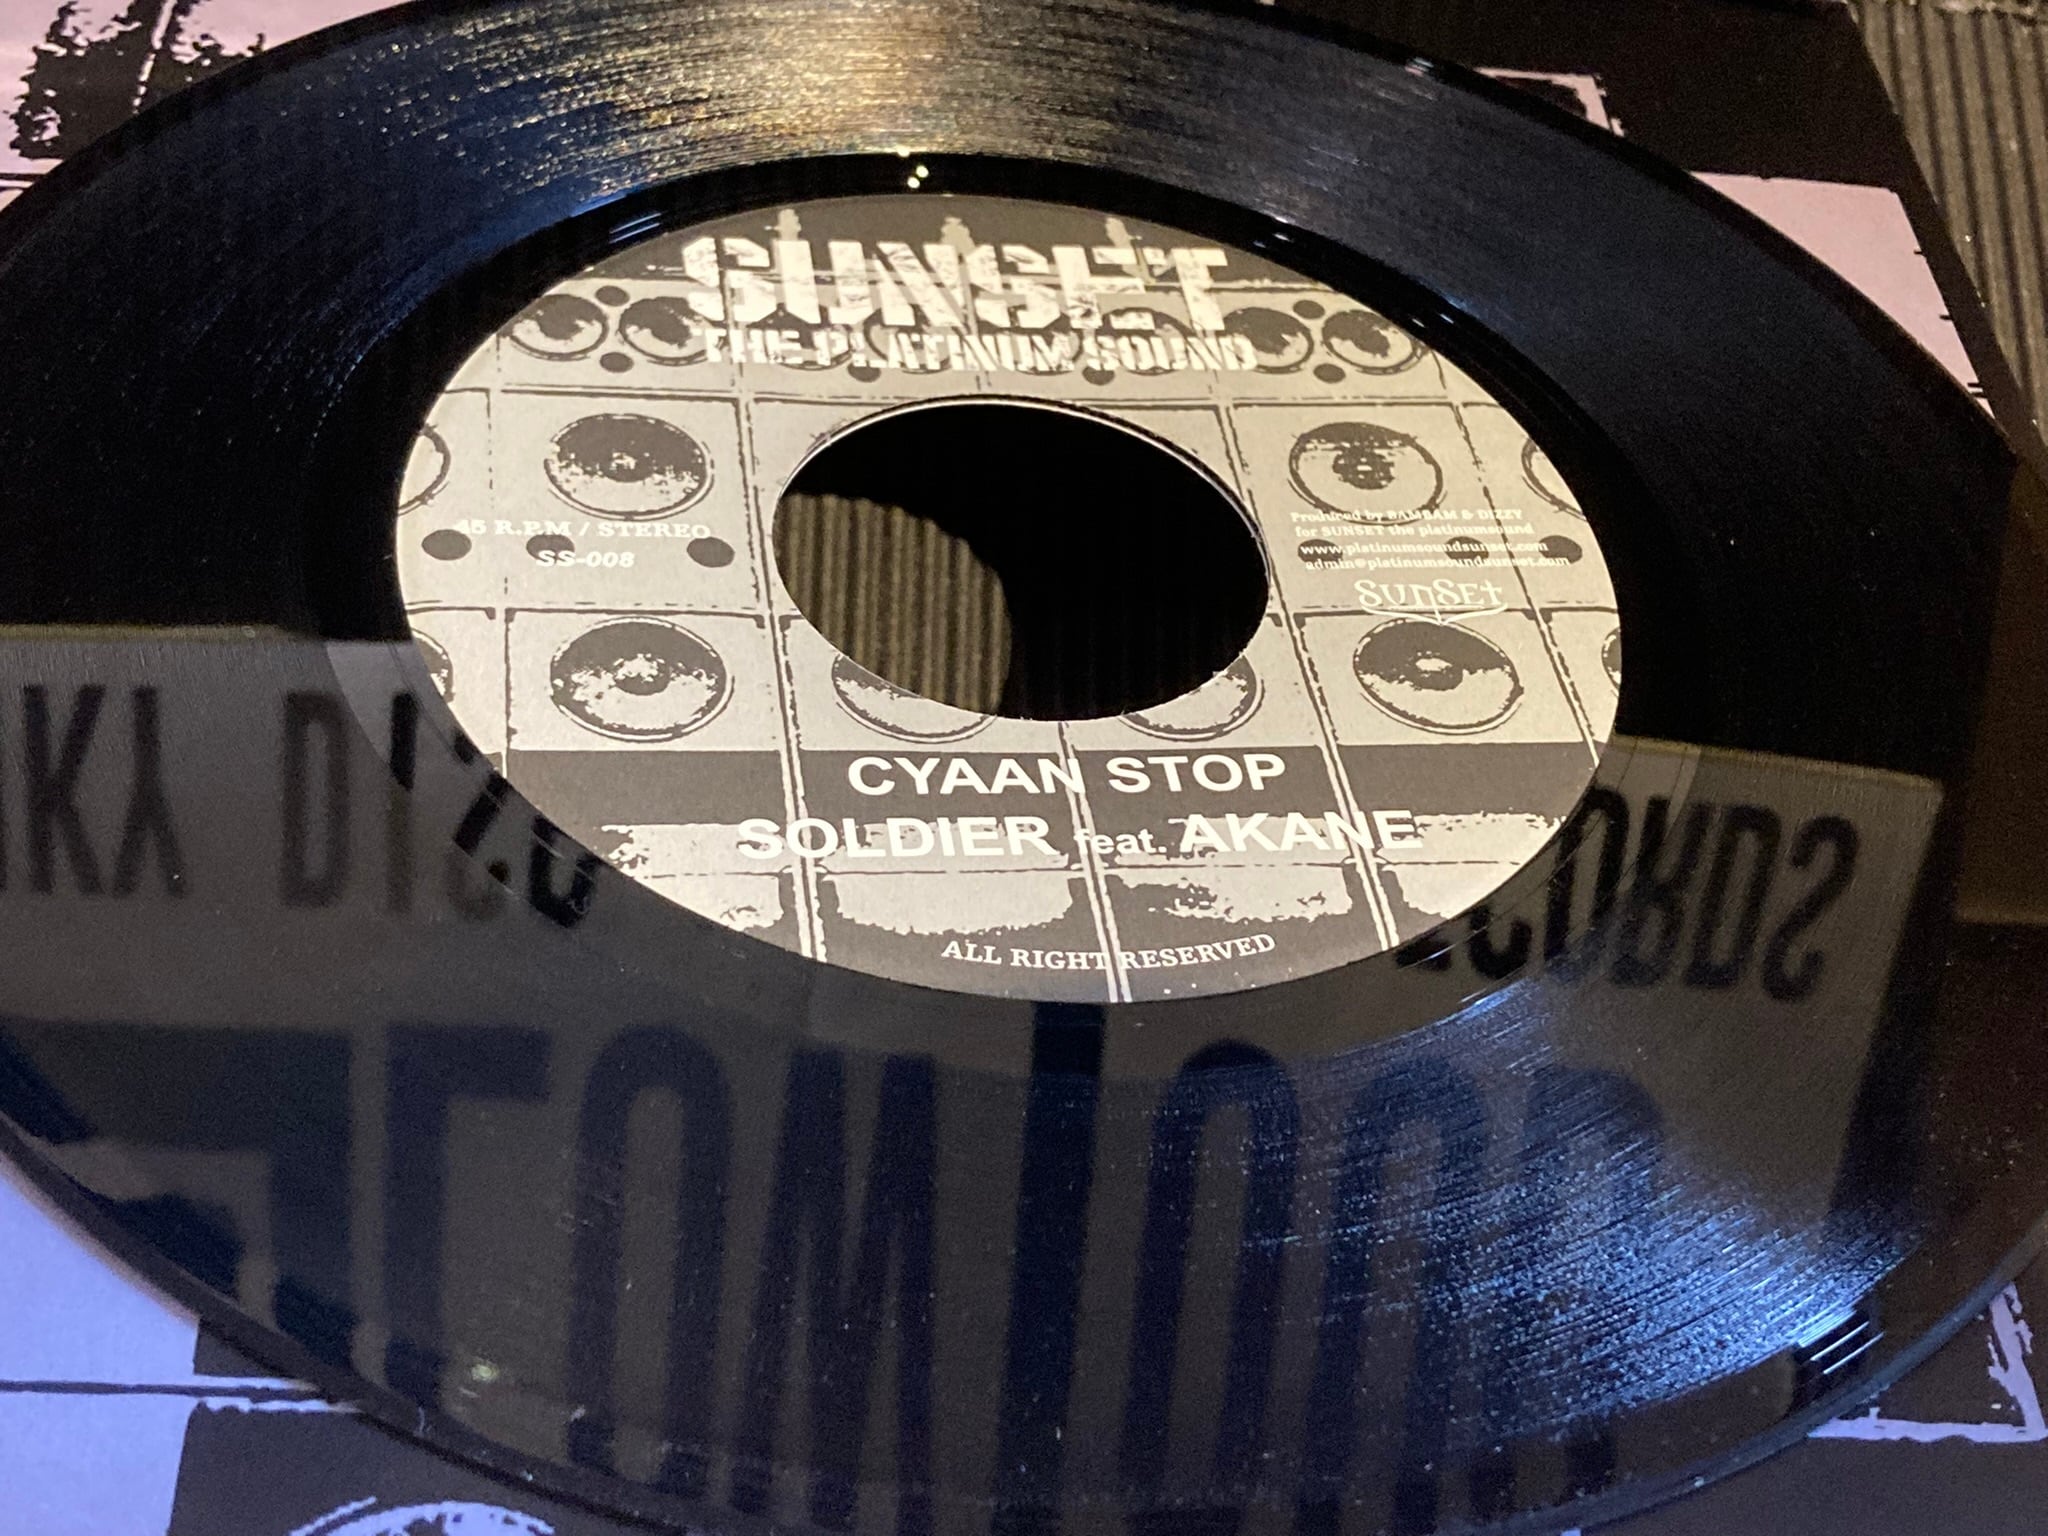 SUNSET
THE PLATINUM SOUND
45 R.P.M / STEREO
SS-008
Produced by BAMBAM & DIZZY
for SUNSET the platinumsound
www.platinumsoundsunset.com
admin@platinumsoundsunset.com
SUNSET
CYAAN STOP
SOLDIER feat. AKANE
ALL RIGHT RESERVED